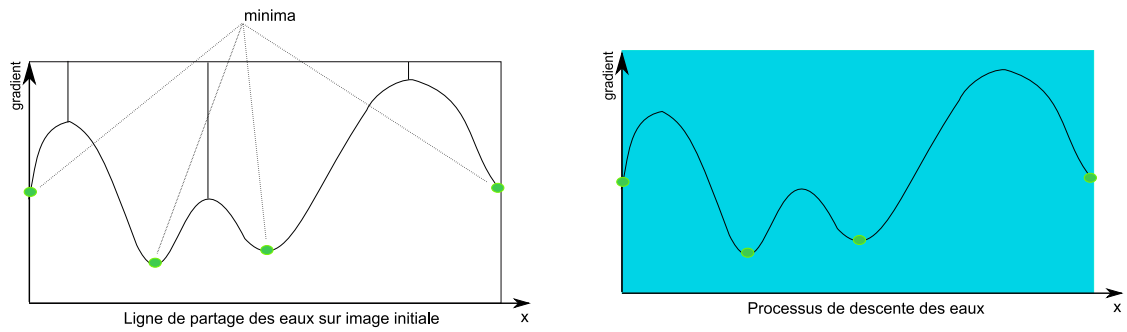 minima
gradient
x
Ligne de partage des eaux sur image initiale
gradient
x
Processus de descente des eaux